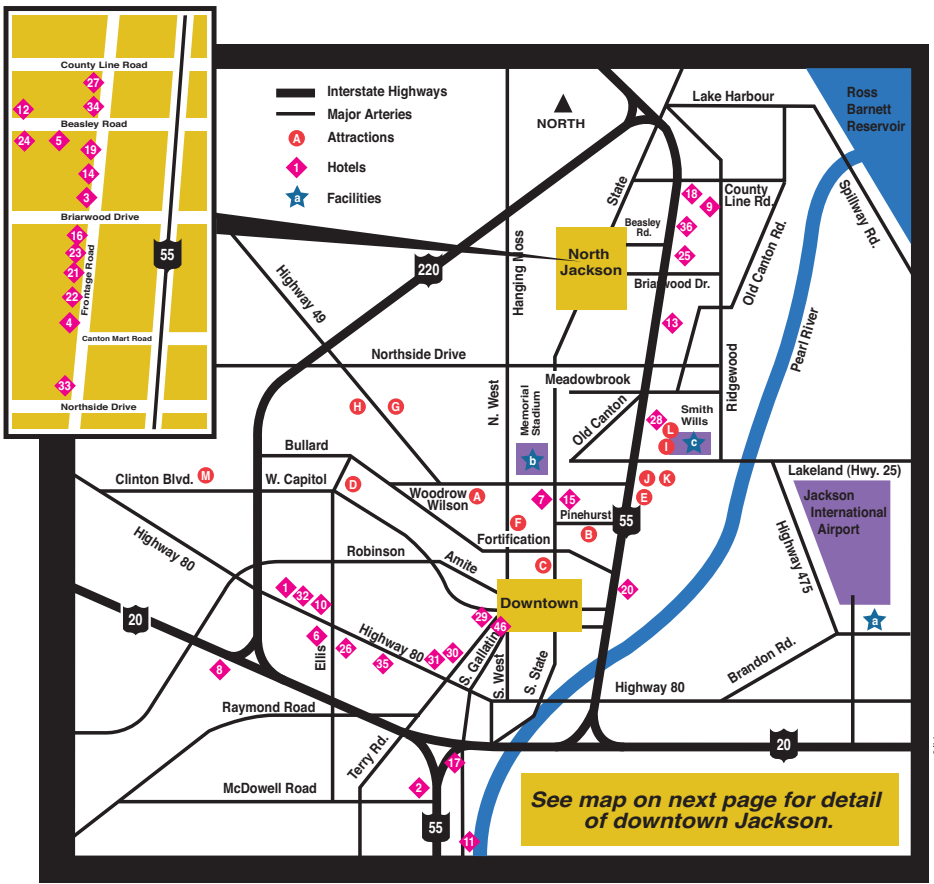 County Line Road
27
12
34
Beasley Road
24
5
19
14
3
Briarwood Drive
16
23
55
21
Frontage Road
22
4
Canton Mart Road
33
Northside Drive
Interstate Highways
Major Arteries
A
Attractions
1
Hotels
a
Facilities
NORTH
Lake Harbour
Ross
Barnett
Reservoir
State
18
County
Line Rd.
9
Spillway Rd.
Beasley
Rd.
36
Old Canton Rd.
North
Jackson
25
220
Hanging Moss
Highway 49
Briarwood Dr.
13
Pearl River
Northside Drive
Meadowbrook
Ridgewood
H
G
N. West
Memorial
Stadium
Old Canton
28
Smith
Wills
L
I
c
b
Bullard
Clinton Blvd.
M
W. Capitol
D
Woodrow
Wilson
A
7
15
J
K
E
Lakeland (Hwy. 25)
Jackson
International
Airport
Pinehurst
55
F
B
Fortification
Highway 80
Robinson
Amite
C
Highway 475
1
32
10
20
Downtown
29
46
a
20
6
Ellis
26
Highway 80
35
31
30
S. Gallatin
S. West
S. State
Brandon Rd.
8
Highway 80
Raymond Road
Terry Rd.
20
17
McDowell Road
2
55
11
See map on next page for detail
of downtown Jackson.